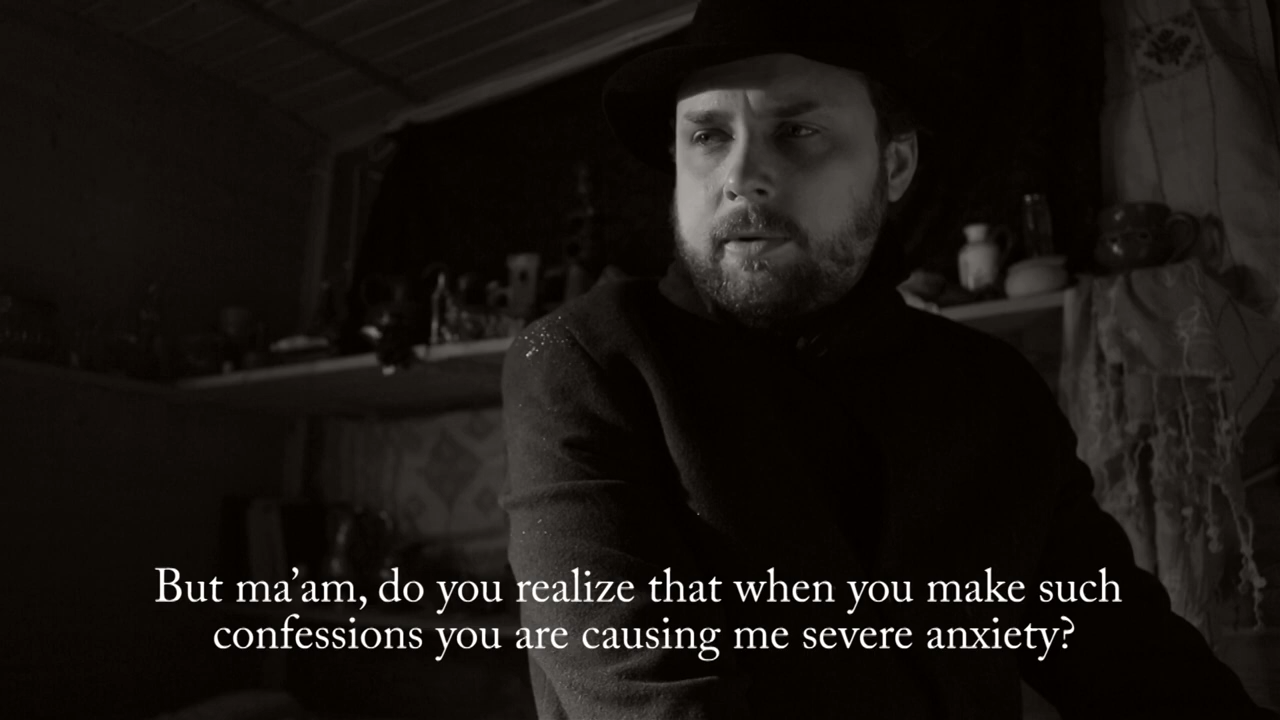 But ma’am, do you realize that when you make such
confessions you are causing me severe anxiety?